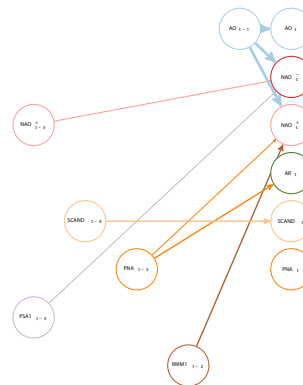 AO t−1
AO t
NAO − t
NAO + t−5
NAO + t
AR t
SCAND t−4
SCAND t
PNA t−3
PNA t
PSA1 t−5
RMM1 t−2